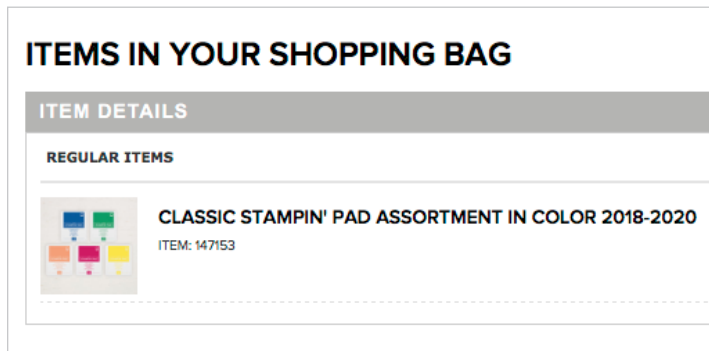 ITEMS IN YOUR SHOPPING BAG
ITEM DETAILS
REGULAR ITEMS
CLASSIC STAMPIN' PAD ASSORTMENT IN COLOR 2018-2020
ITEM: 147153